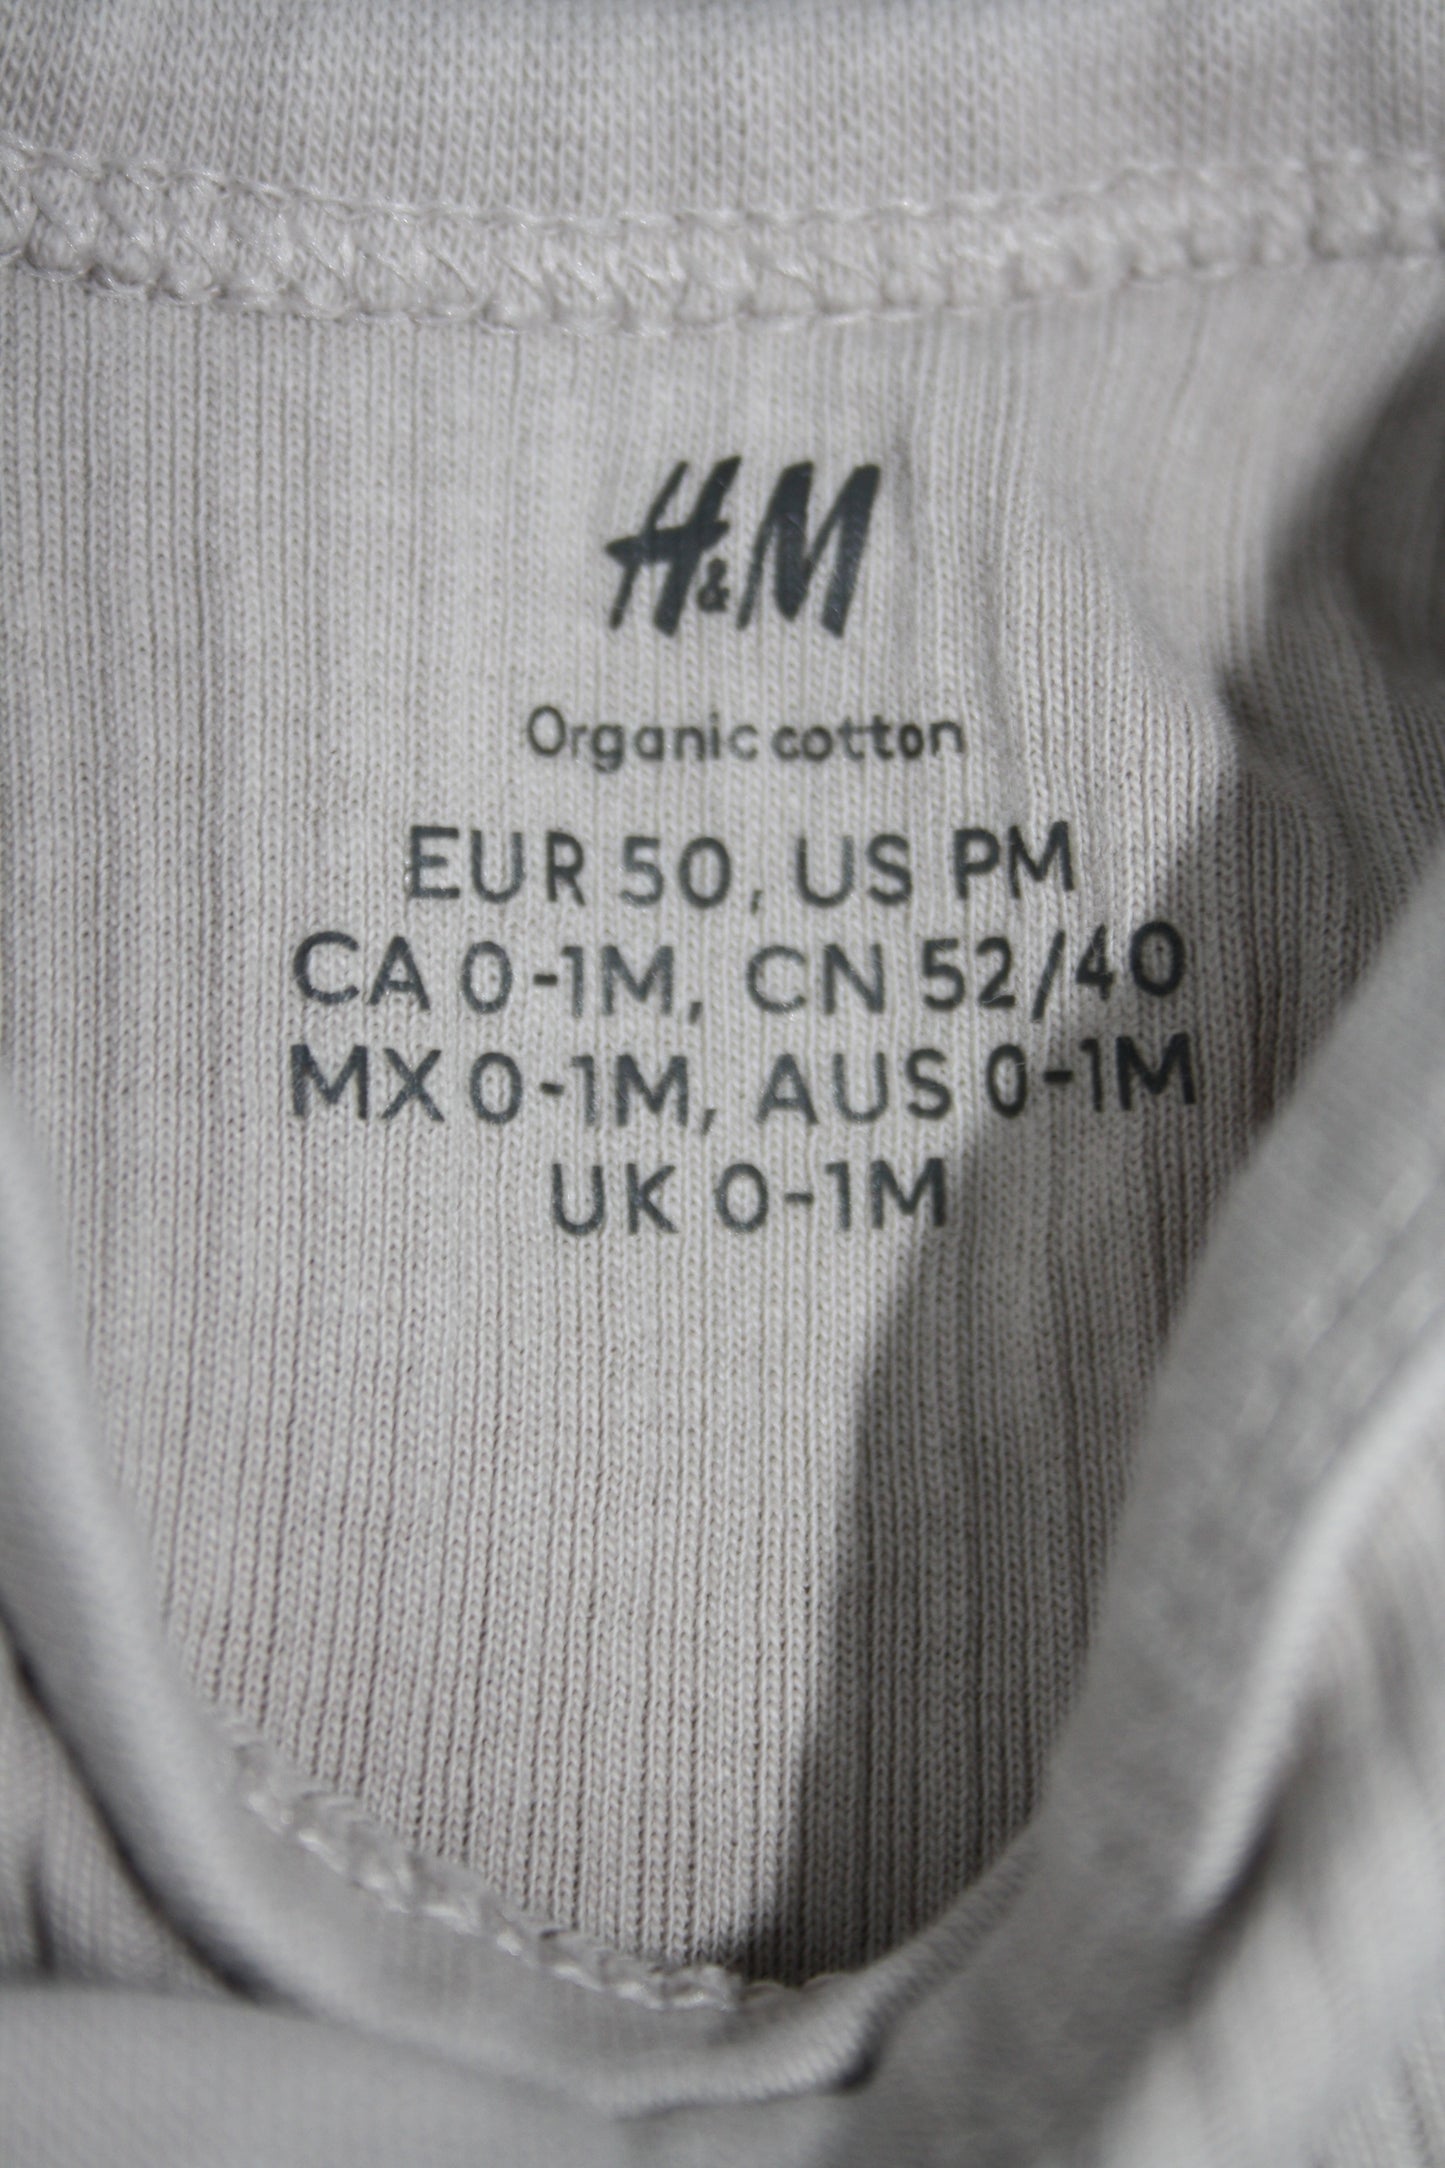 H&M
Organic cotton
EUR 50, US PM
CA 0-1M, CN 52/40
MX 0-1M, AUS 0-1M
UK 0-1M